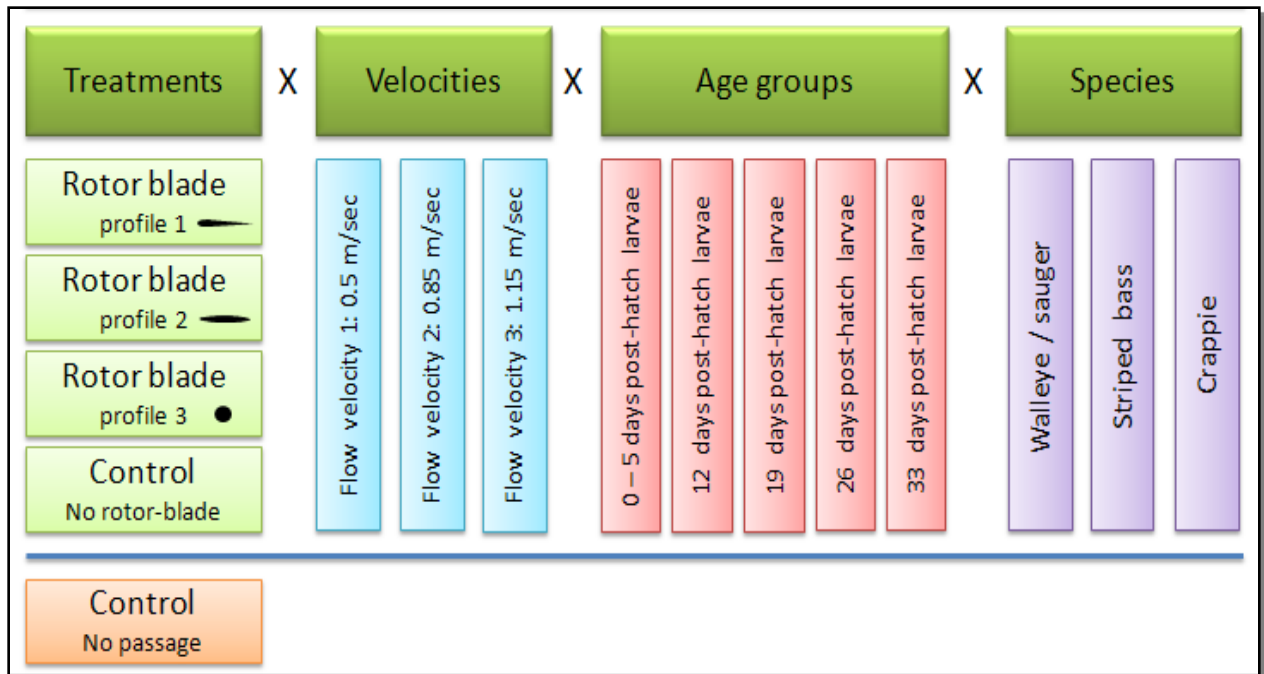 Treatments X Velocities X Age groups X Species
Rotor blade
profile 1
Rotor blade
profile 2
Rotor blade
profile 3
Control
No rotor-blade
Flow velocity 1: 0.5 m/sec
Flow velocity 2: 0.85 m/sec
Flow velocity 3: 1.15 m/sec
0 – 5 days post-hatch larvae
12 days post-hatch larvae
19 days post-hatch larvae
26 days post-hatch larvae
33 days post-hatch larvae
Walleye / sauger
Striped bass
Crappie
Control
No passage